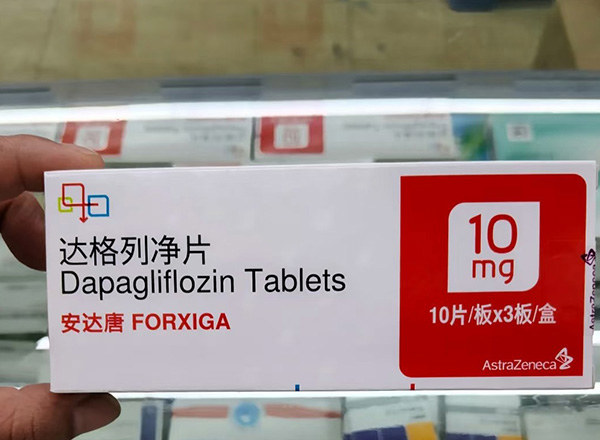 达格列净片
Dapagliflozin Tablets
安达唐 FORXIGA
10
mg
10片/板x3板/盒
AstraZeneca